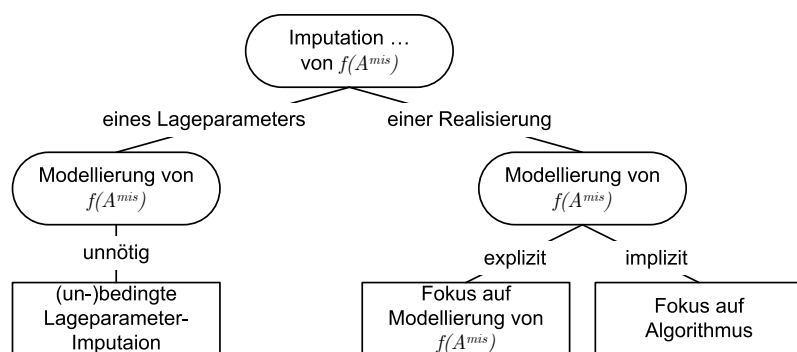 Imputation …
von f(A^mis)
eines Lageparameters
einer Realisierung
Modellierung von
f(A^mis)
Modellierung von
f(A^mis)
unnötig
explizit
implizit
(un-)bedingte
Lageparameter-
Imputaion
Fokus auf
Modellierung von
f(A^mis)
Fokus auf
Algorithmus